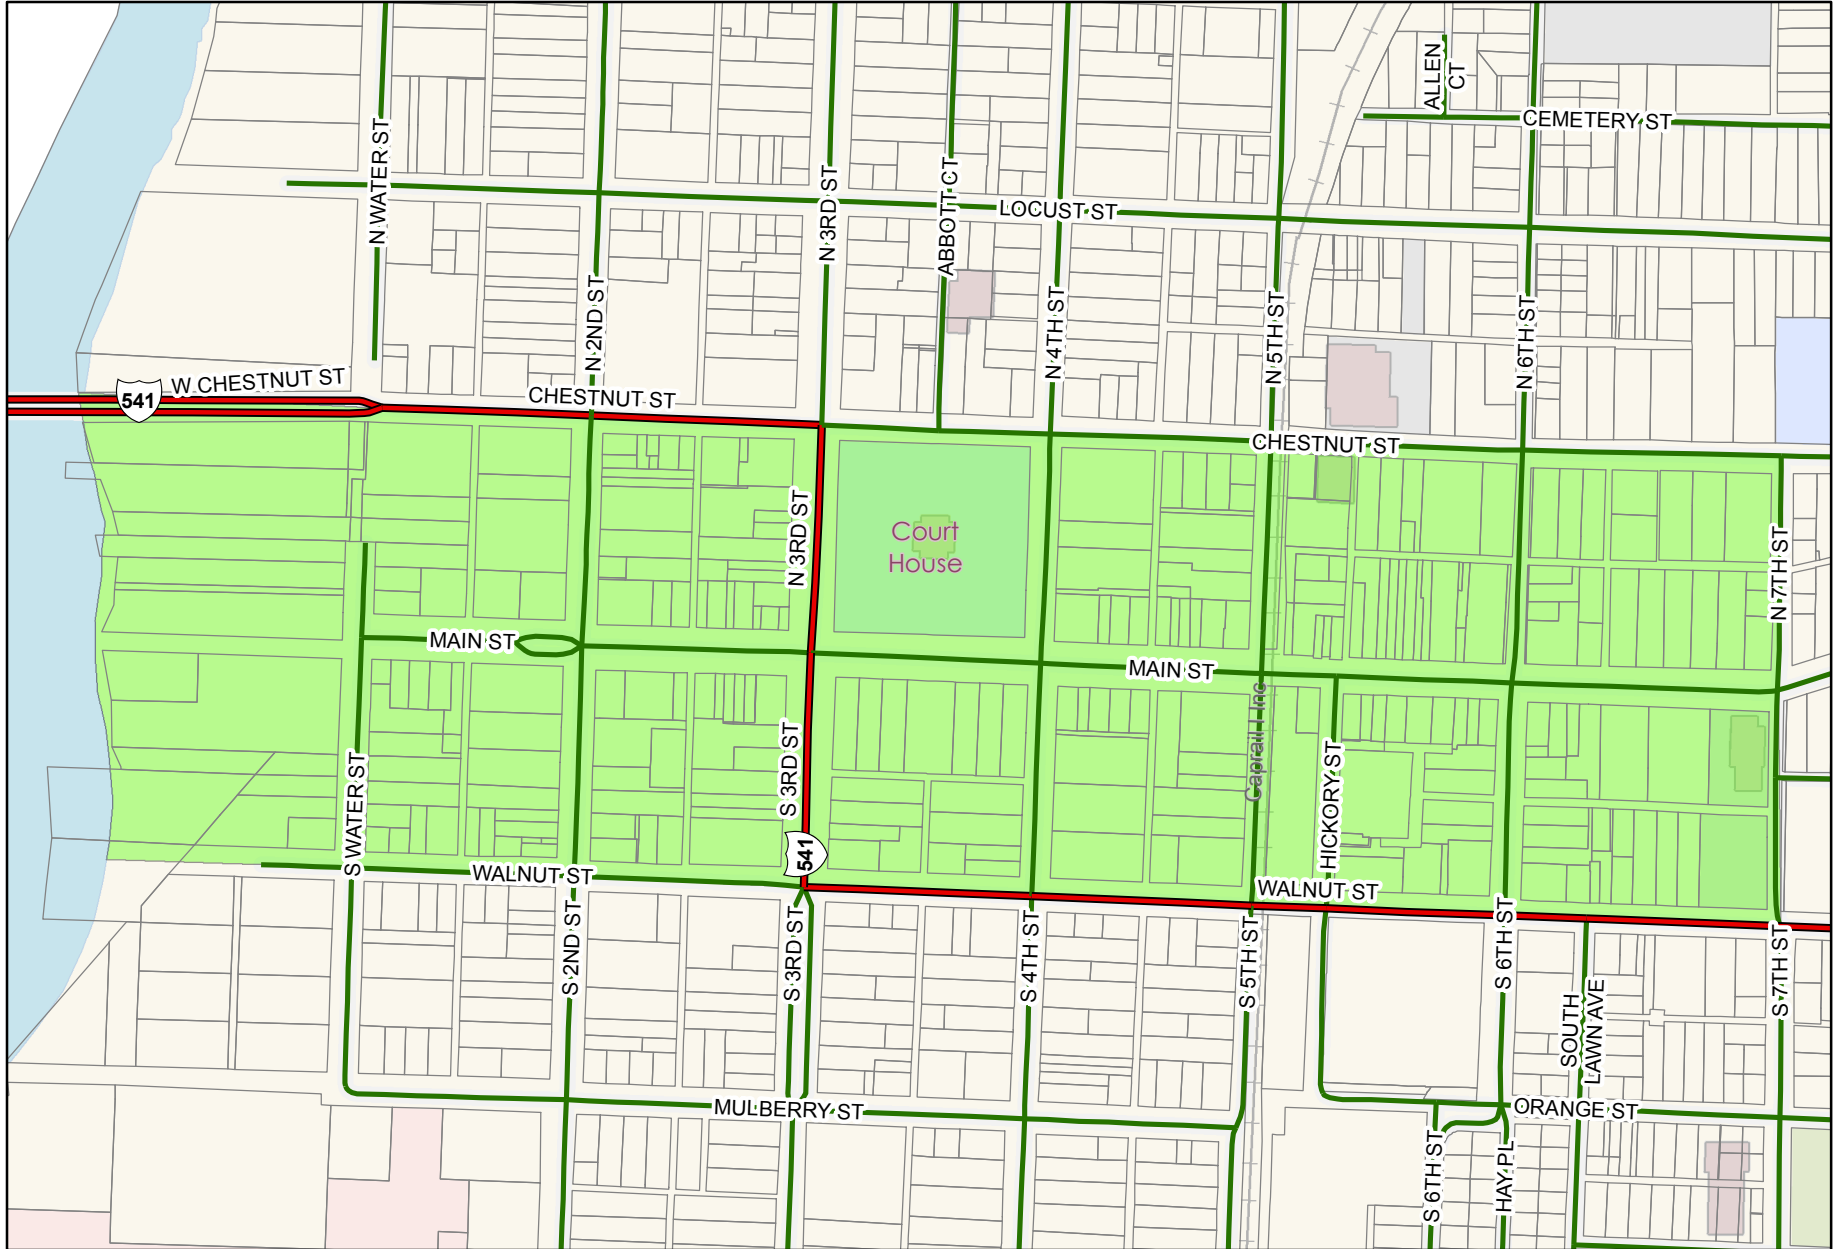 ALLEN
CT
CEMETERY ST
N WATER ST
N 3RD ST
ABBOTT CT
LOCUST ST
N 2ND ST
N 4TH ST
N 5TH ST
N 6TH ST
W CHESTNUT ST
541
CHESTNUT ST
CHESTNUT ST
N 3RD ST
Court
House
N 7TH ST
MAIN ST
MAIN ST
Caprail I Inc
S WATER ST
S 3RD ST
HICKORY ST
541
WALNUT ST
WALNUT ST
S 2ND ST
S 3RD ST
S 4TH ST
S 5TH ST
S 6TH ST
SOUTH
LAWN AVE
S 7TH ST
MULBERRY ST
ORANGE ST
S 6TH ST
HAY PL